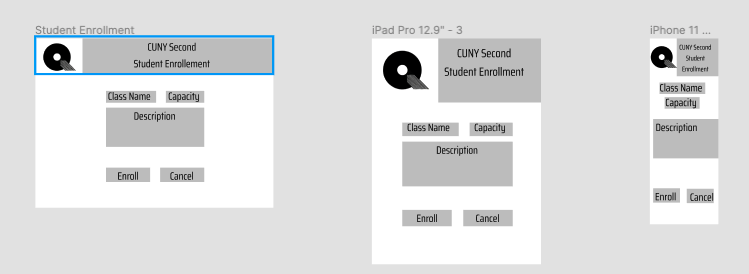 Student Enrollment
CUNY Second
Student Enrollement
Class Name
Capacity
Description
Enroll
Cancel
iPad Pro 12.9" - 3
CUNY Second
Student Enrollment
Class Name
Capacity
Description
Enroll
Cancel
iPhone 11 ...
CUNY Second
Student
Enrollment
Class Name
Capacity
Description
Enroll
Cancel